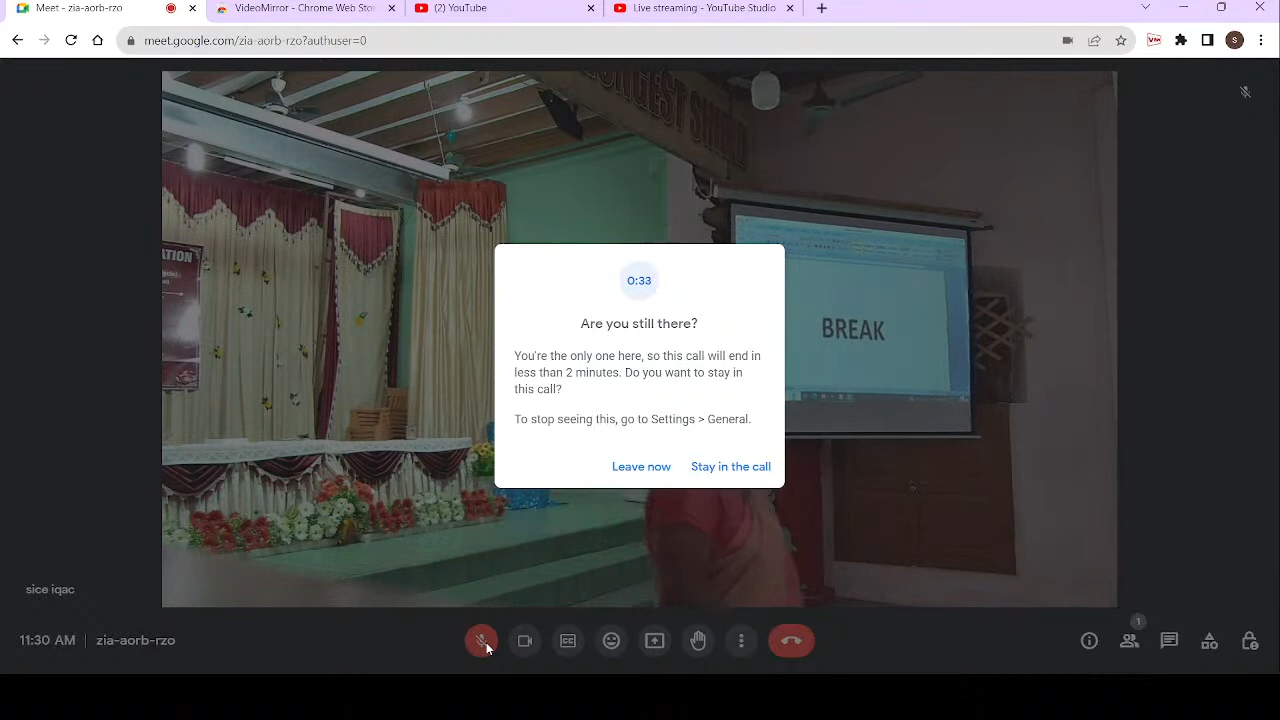 Meet - zia-aorb-rzo
VideoMirror - Chrome Web Sto
(2) YouTube
Live streaming - YouTube Studio
meet.google.com/zia-aorb-rzo?authuser=0
VM
S
ATION
BREAK
0:33
Are you still there?
You're the only one here, so this call will end in
less than 2 minutes. Do you want to stay in
this call?
To stop seeing this, go to Settings > General.
Leave now
Stay in the call
sice iqac
11:30 AM | zia-aorb-rzo
1